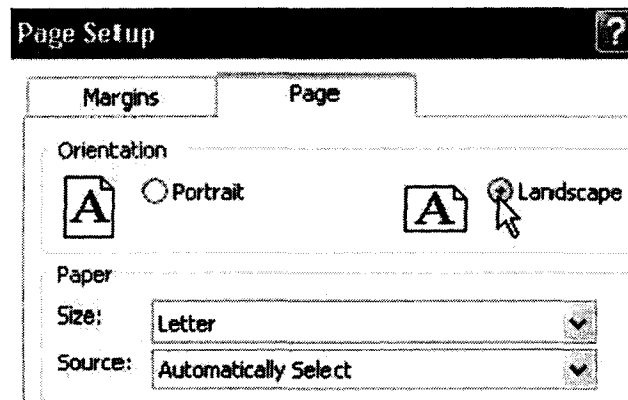 Page Setup ?
Margins Page
Orientation
A Portrait A Landscape
Paper
Size: Letter
Source: Automatically Select